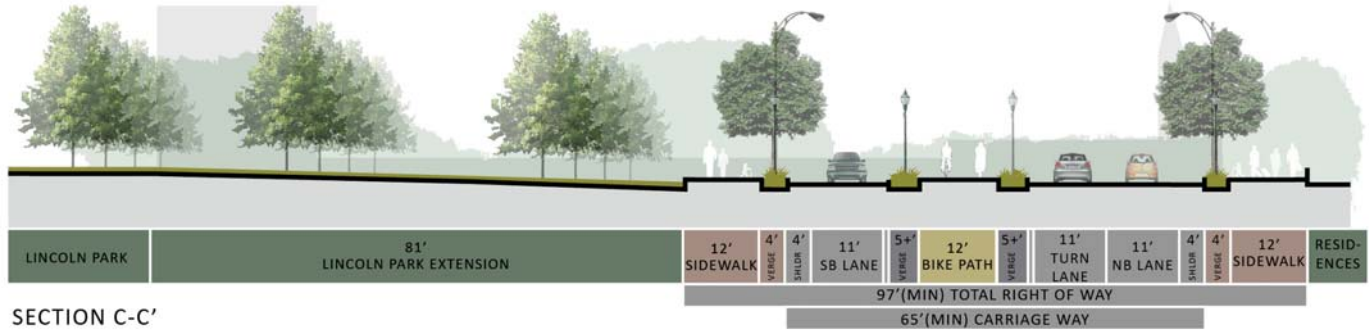 LINCOLN PARK
81’
LINCOLN PARK EXTENSION
12’
SIDEWALK
4’
VERGE
4’
SHLDR
11’
SB LANE
5+’
VERGE
12’
BIKE PATH
5+’
VERGE
11’
TURN
LANE
11’
NB LANE
4’
SHLDR
4’
VERGE
12’
SIDEWALK
RESID-
ENCES
97’(MIN) TOTAL RIGHT OF WAY
65’(MIN) CARRIAGE WAY
SECTION C-C’